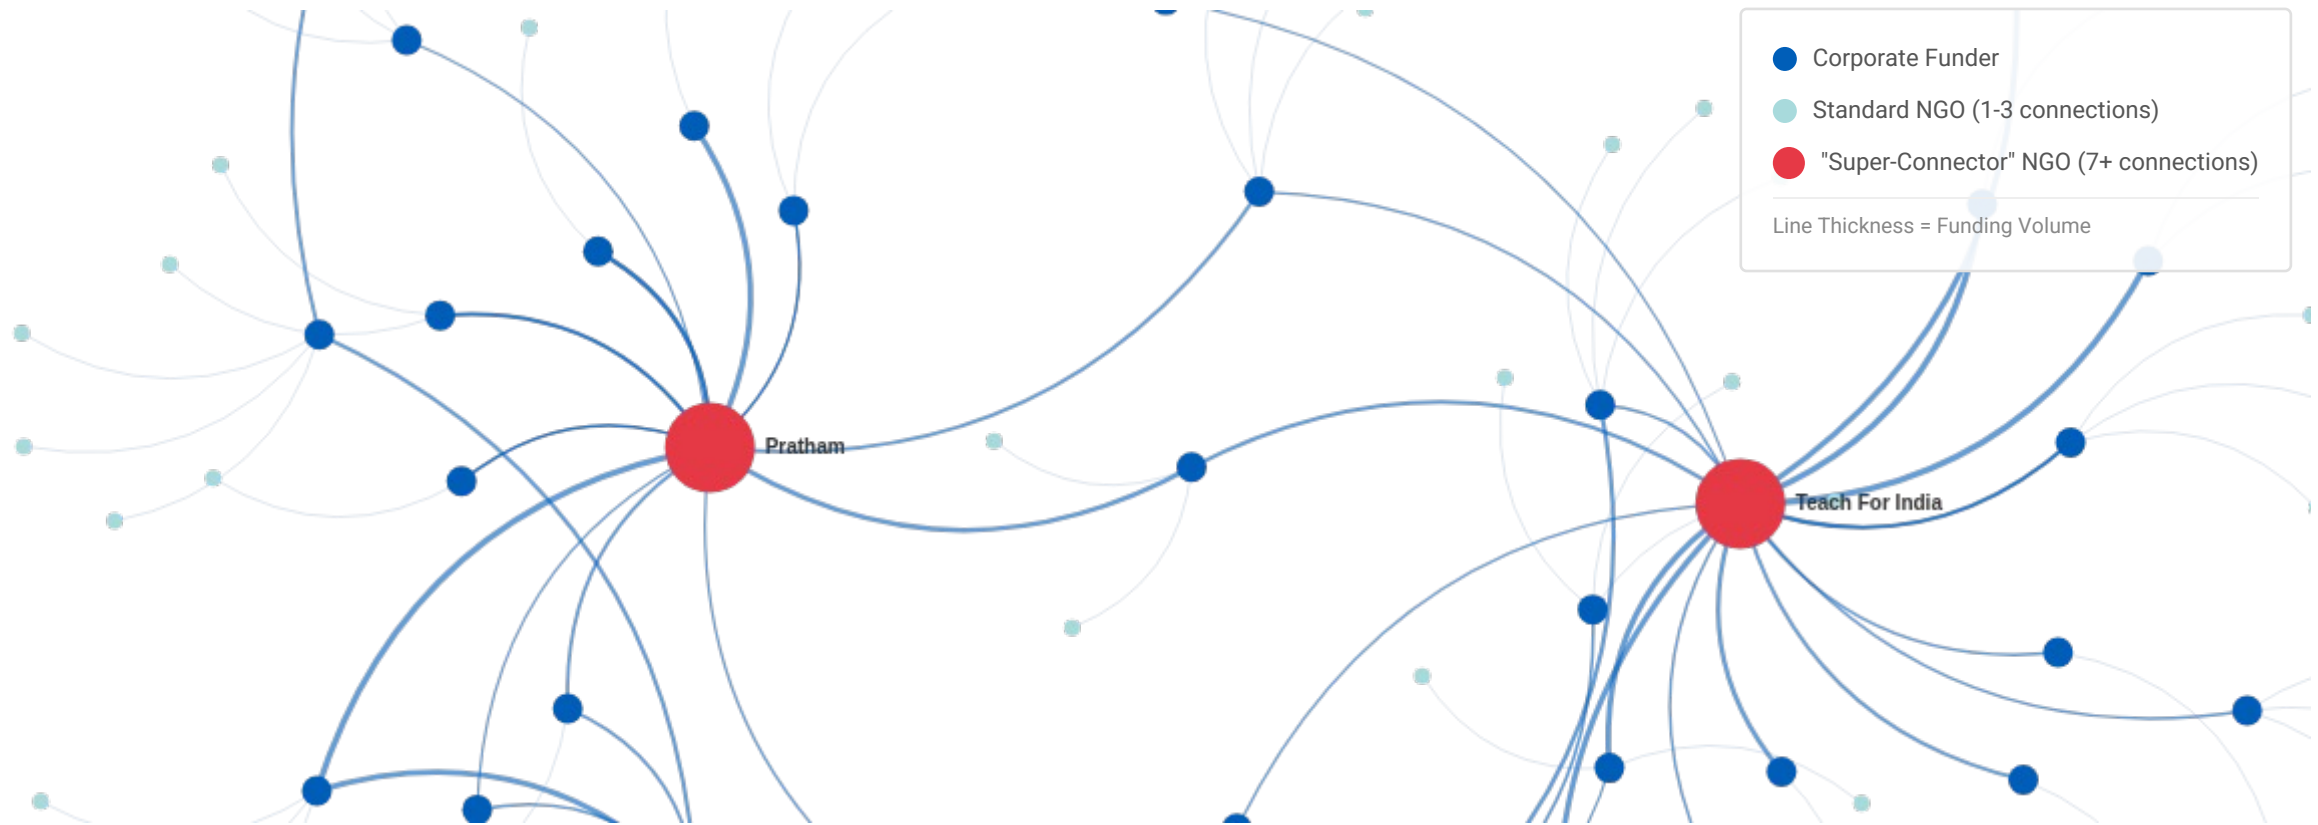 Corporate Funder
Standard NGO (1-3 connections)
"Super-Connector" NGO (7+ connections)
Line Thickness = Funding Volume
Pratham
Teach For India